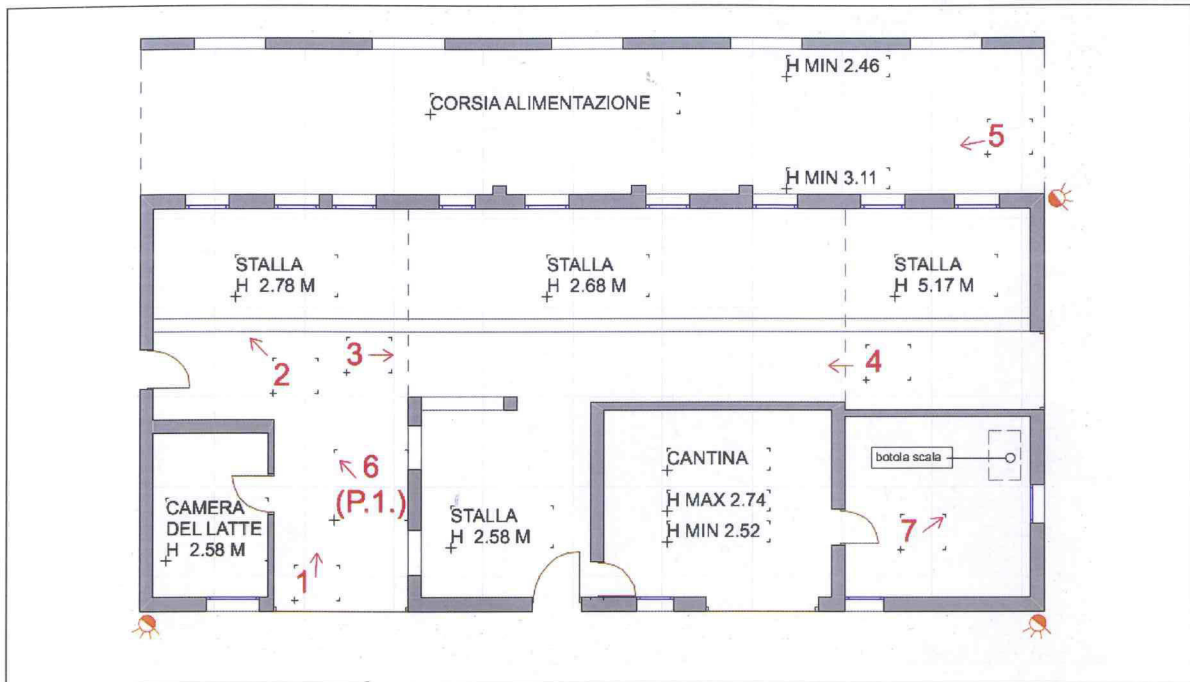 H MIN 2.46
CORSIA ALIMENTAZIONE
5
H MIN 3.11
STALLA
H 2.78 M
STALLA
H 2.68 M
STALLA
H 5.17 M
3
2
4
6
(P.1.)
CAMERA
DEL LATTE
H 2.58 M
1
STALLA
H 2.58 M
CANTINA
H MAX 2.74
H MIN 2.52
botola scala
7